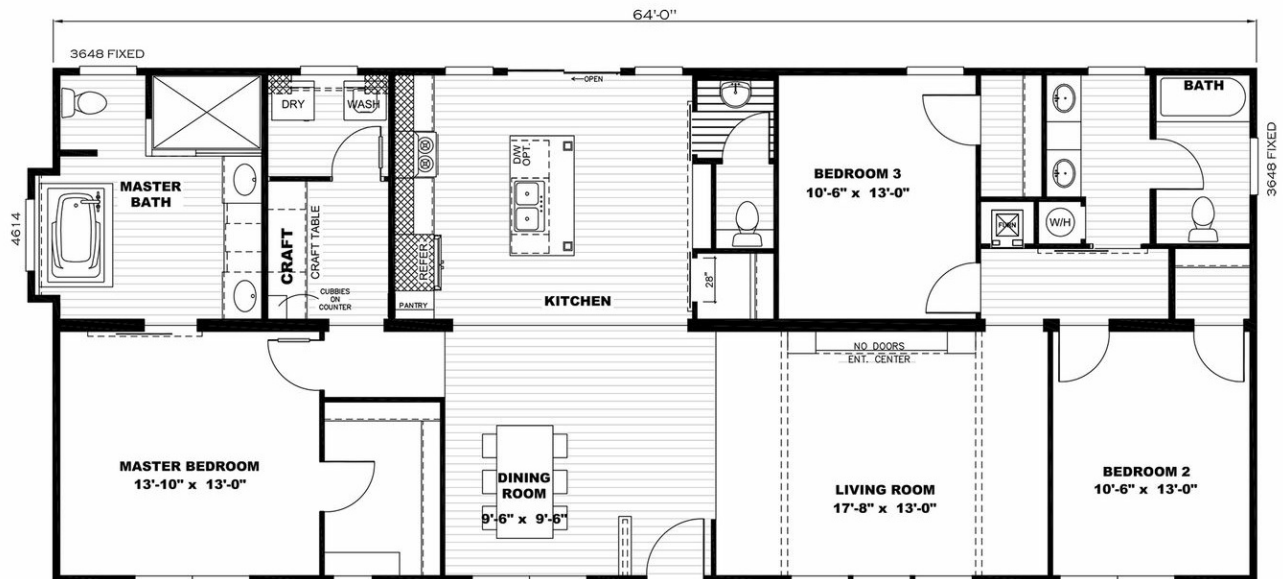 64'-0"
3648 FIXED
OPEN
DRY
WASH
BATH
D/W
OPT.
MASTER
BATH
BEDROOM 3
10'-6" x 13'-0"
3648 FIXED
4614
CRAFT
CRAFT TABLE
REFER
FURN
W/H
CUBBIES
ON
COUNTER
PANTRY
KITCHEN
28"
NO DOORS
ENT. CENTER
MASTER BEDROOM
13'-10" x 13'-0"
DINING
ROOM
9'-6" x 9'-6"
LIVING ROOM
17'-8" x 13'-0"
BEDROOM 2
10'-6" x 13'-0"